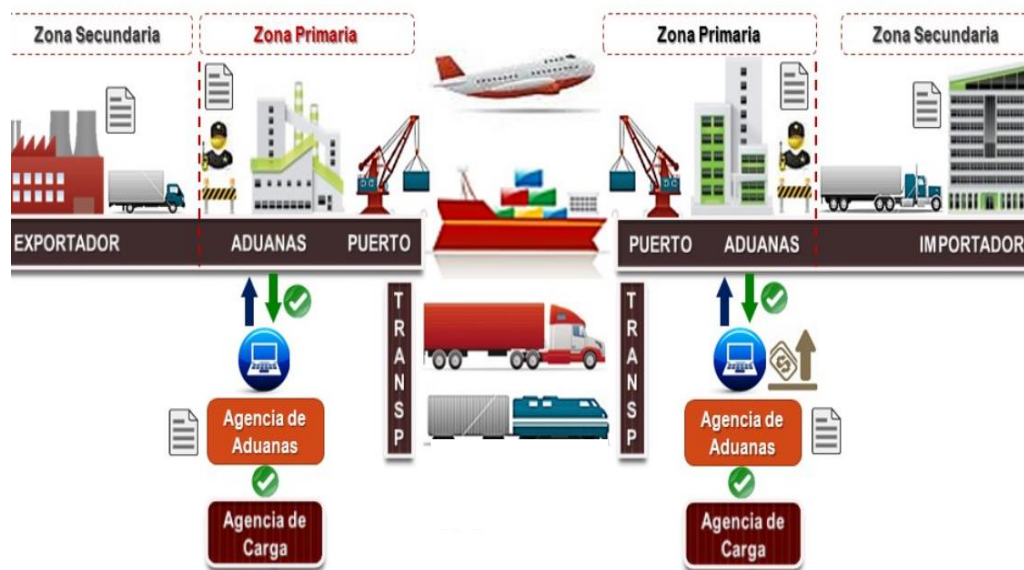 Zona Secundaria
Zona Primaria
Zona Primaria
Zona Secundaria
EXPORTADOR
ADUANAS
PUERTO
PUERTO
ADUANAS
IMPORTADOR
TRANSP
TRANSP
Agencia de
Aduanas
Agencia de
Aduanas
Agencia de
Carga
Agencia de
Carga